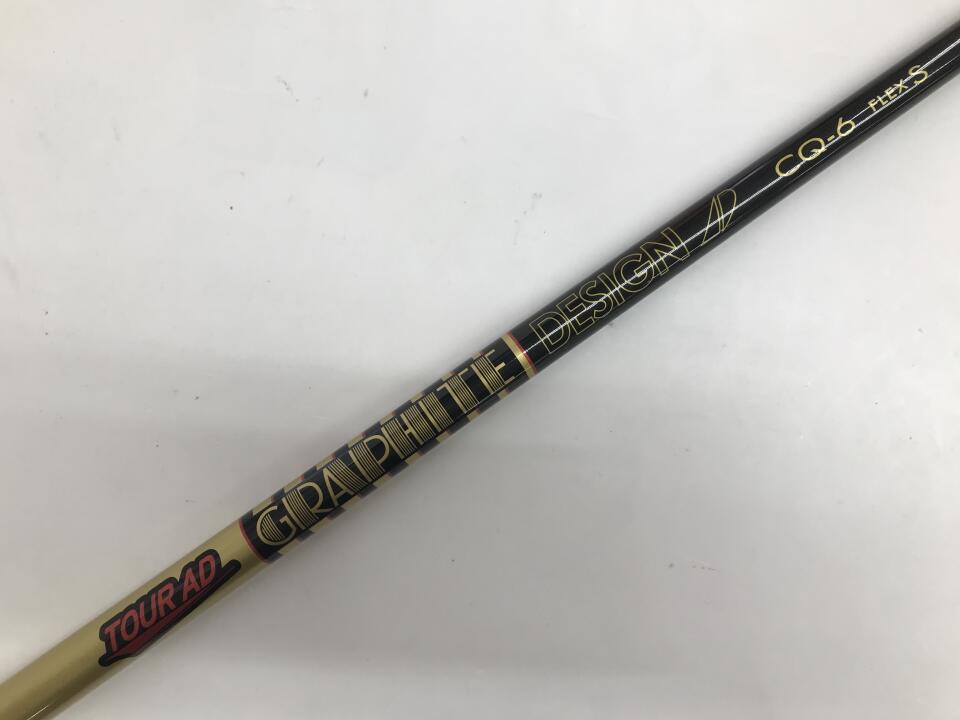 TOUR AD
GRAPHITE DESIGN
CQ-6 FLEX S